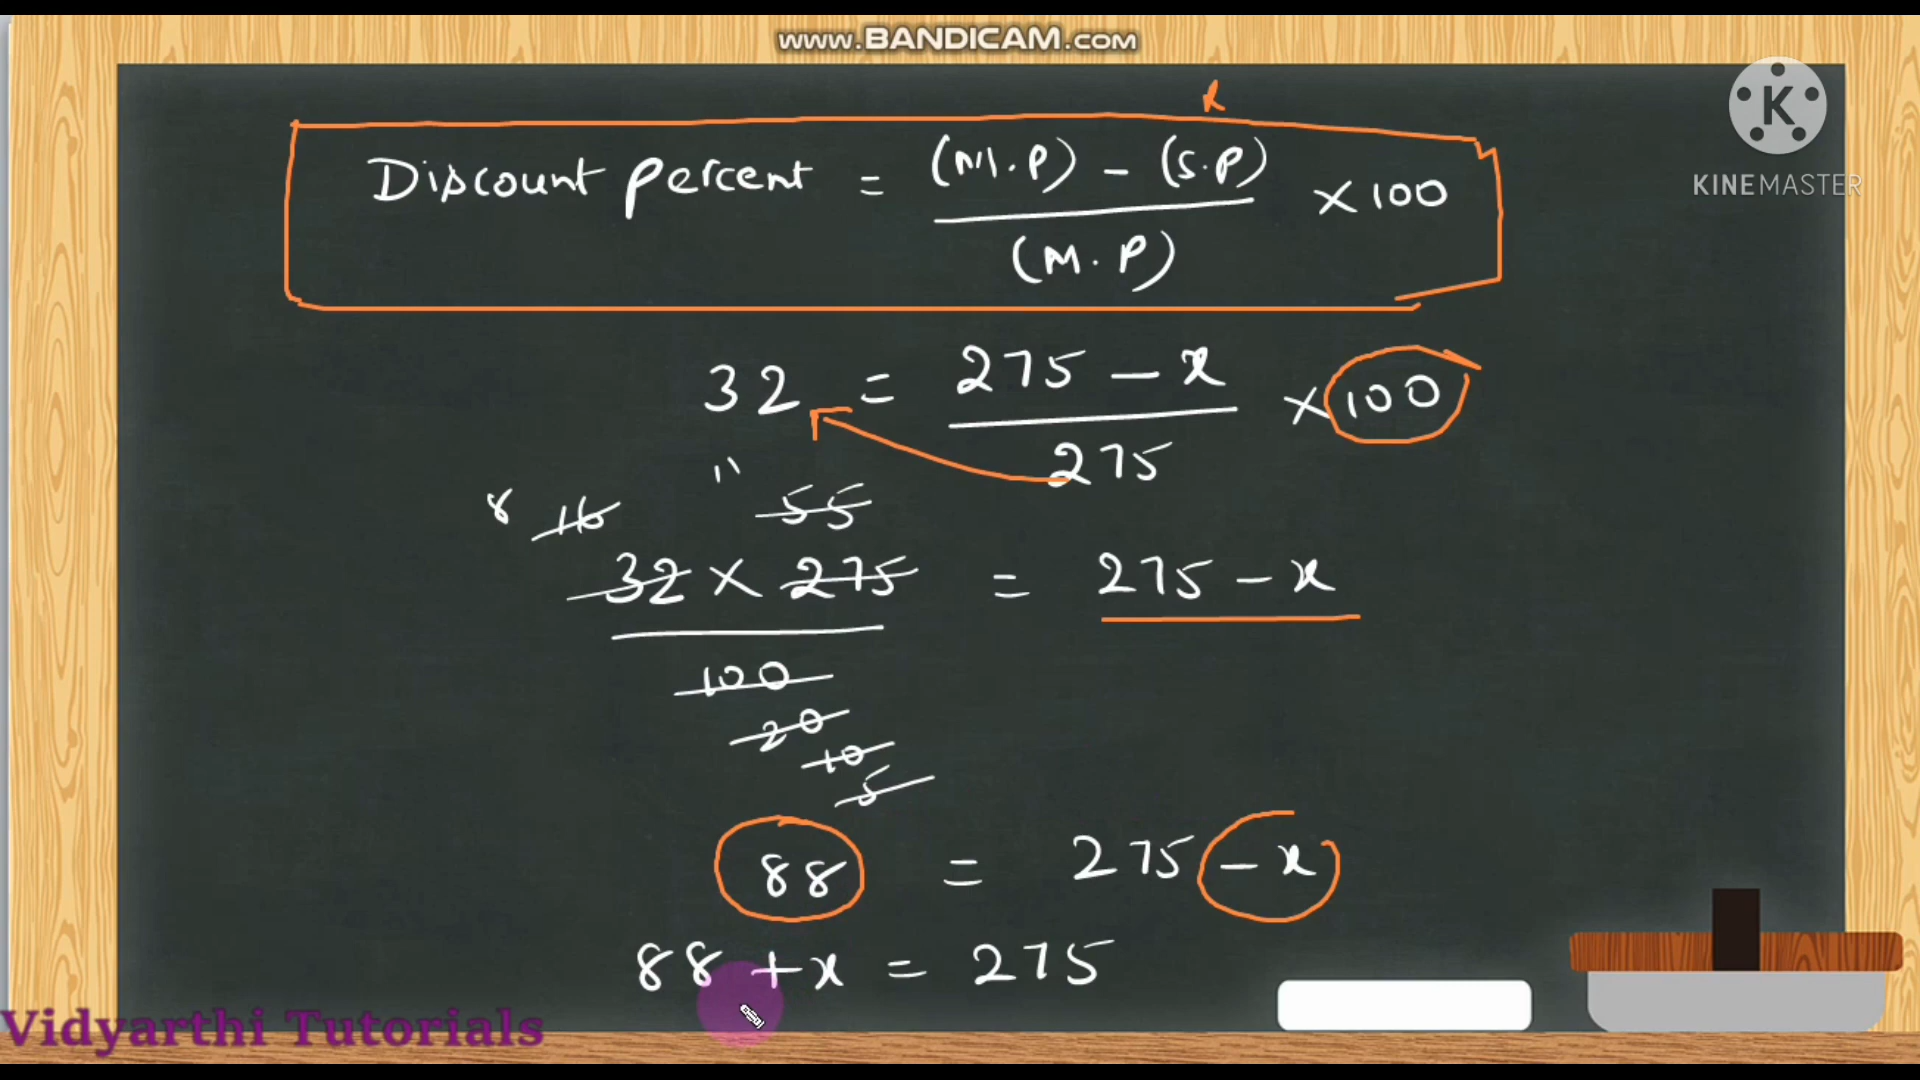 www.BANDICAM.com
KINEMASTER
x
Discount Percent = (M.P) - (S.P) / (M.P) × 100
32 = 275 - x / 275 × 100
8 16 11 55
32 × 275 / 100 = 275 - x
20
10
5
88 = 275 - x
88 + x = 275
Vidyarthi Tutorials